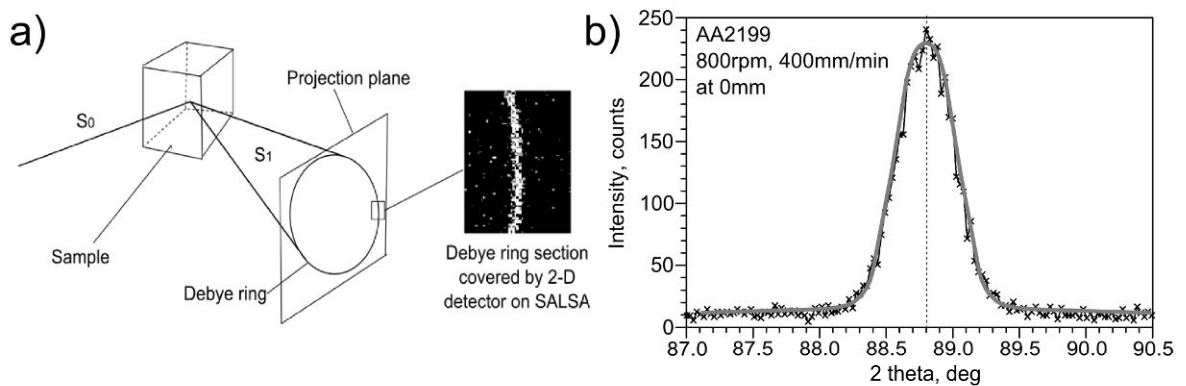 a)
S0
S1
Sample
Projection plane
Debye ring
Debye ring section
covered by 2-D
detector on SALSA
b)
AA2199
800rpm, 400mm/min
at 0mm
Intensity, counts
250
200
150
100
50
0
87.0 87.5 88.0 88.5 89.0 89.5 90.0 90.5
2 theta, deg